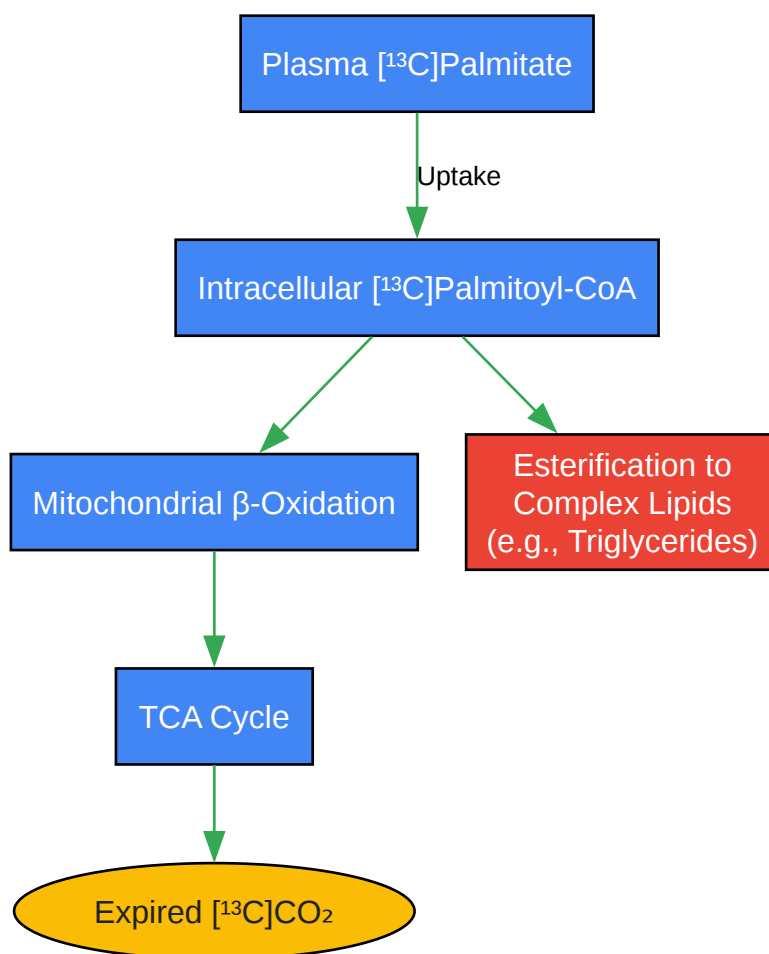 Plasma [¹³C]Palmitate
Uptake
Intracellular [¹³C]Palmitoyl-CoA
Mitochondrial β-Oxidation
Esterification to
Complex Lipids
(e.g., Triglycerides)
TCA Cycle
Expired [¹³C]CO₂